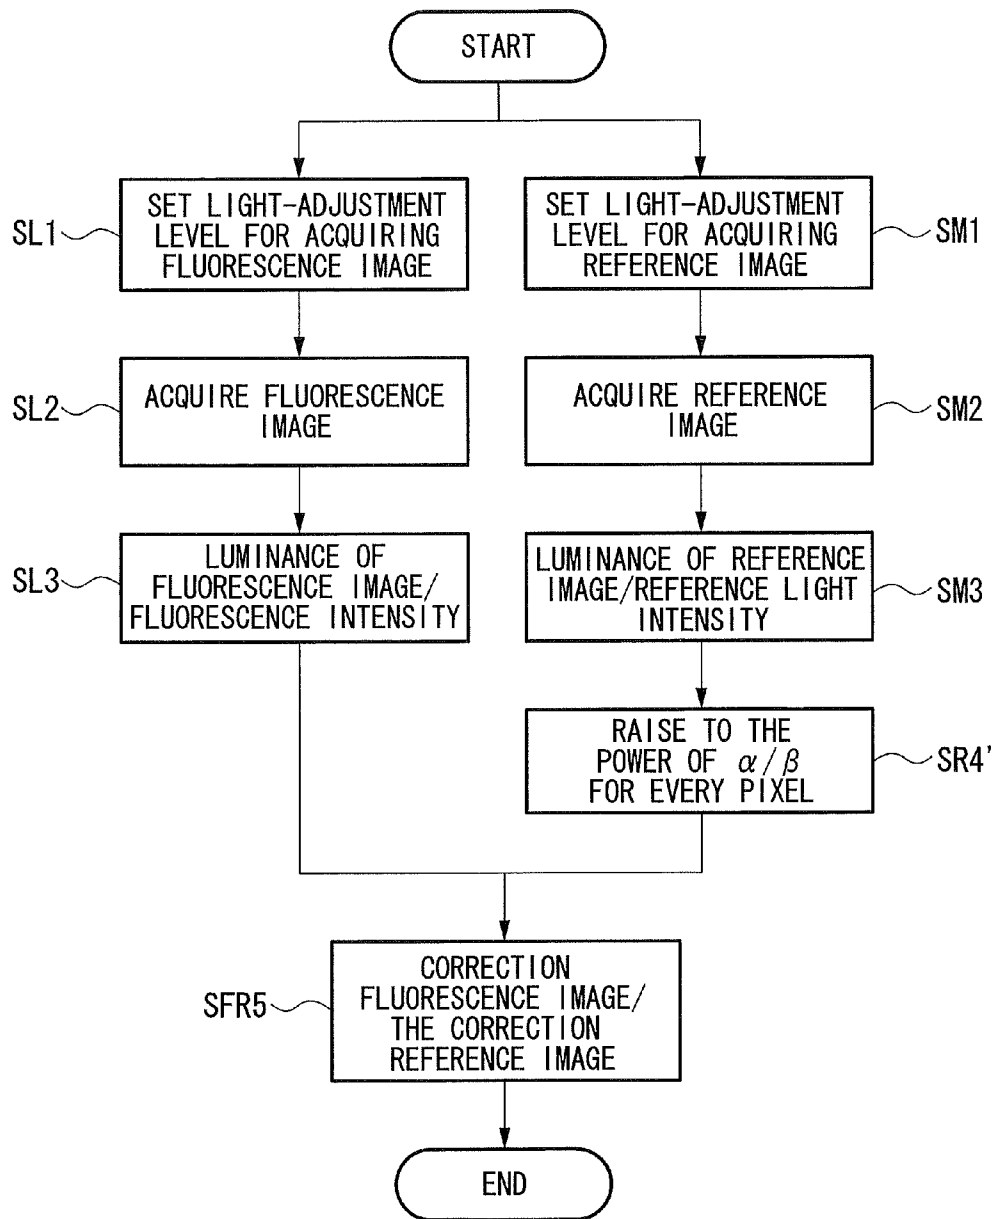 START
SET LIGHT-ADJUSTMENT
LEVEL FOR ACQUIRING
FLUORESCENCE IMAGE
SL1
SET LIGHT-ADJUSTMENT
LEVEL FOR ACQUIRING
REFERENCE IMAGE
SM1
ACQUIRE FLUORESCENCE
IMAGE
SL2
ACQUIRE REFERENCE
IMAGE
SM2
LUMINANCE OF
FLUORESCENCE IMAGE/
FLUORESCENCE INTENSITY
SL3
LUMINANCE OF REFERENCE
IMAGE/REFERENCE LIGHT
INTENSITY
SM3
RAISE TO THE
POWER OF α/β
FOR EVERY PIXEL
SR4'
CORRECTION
FLUORESCENCE IMAGE/
THE CORRECTION
REFERENCE IMAGE
SFR5
END